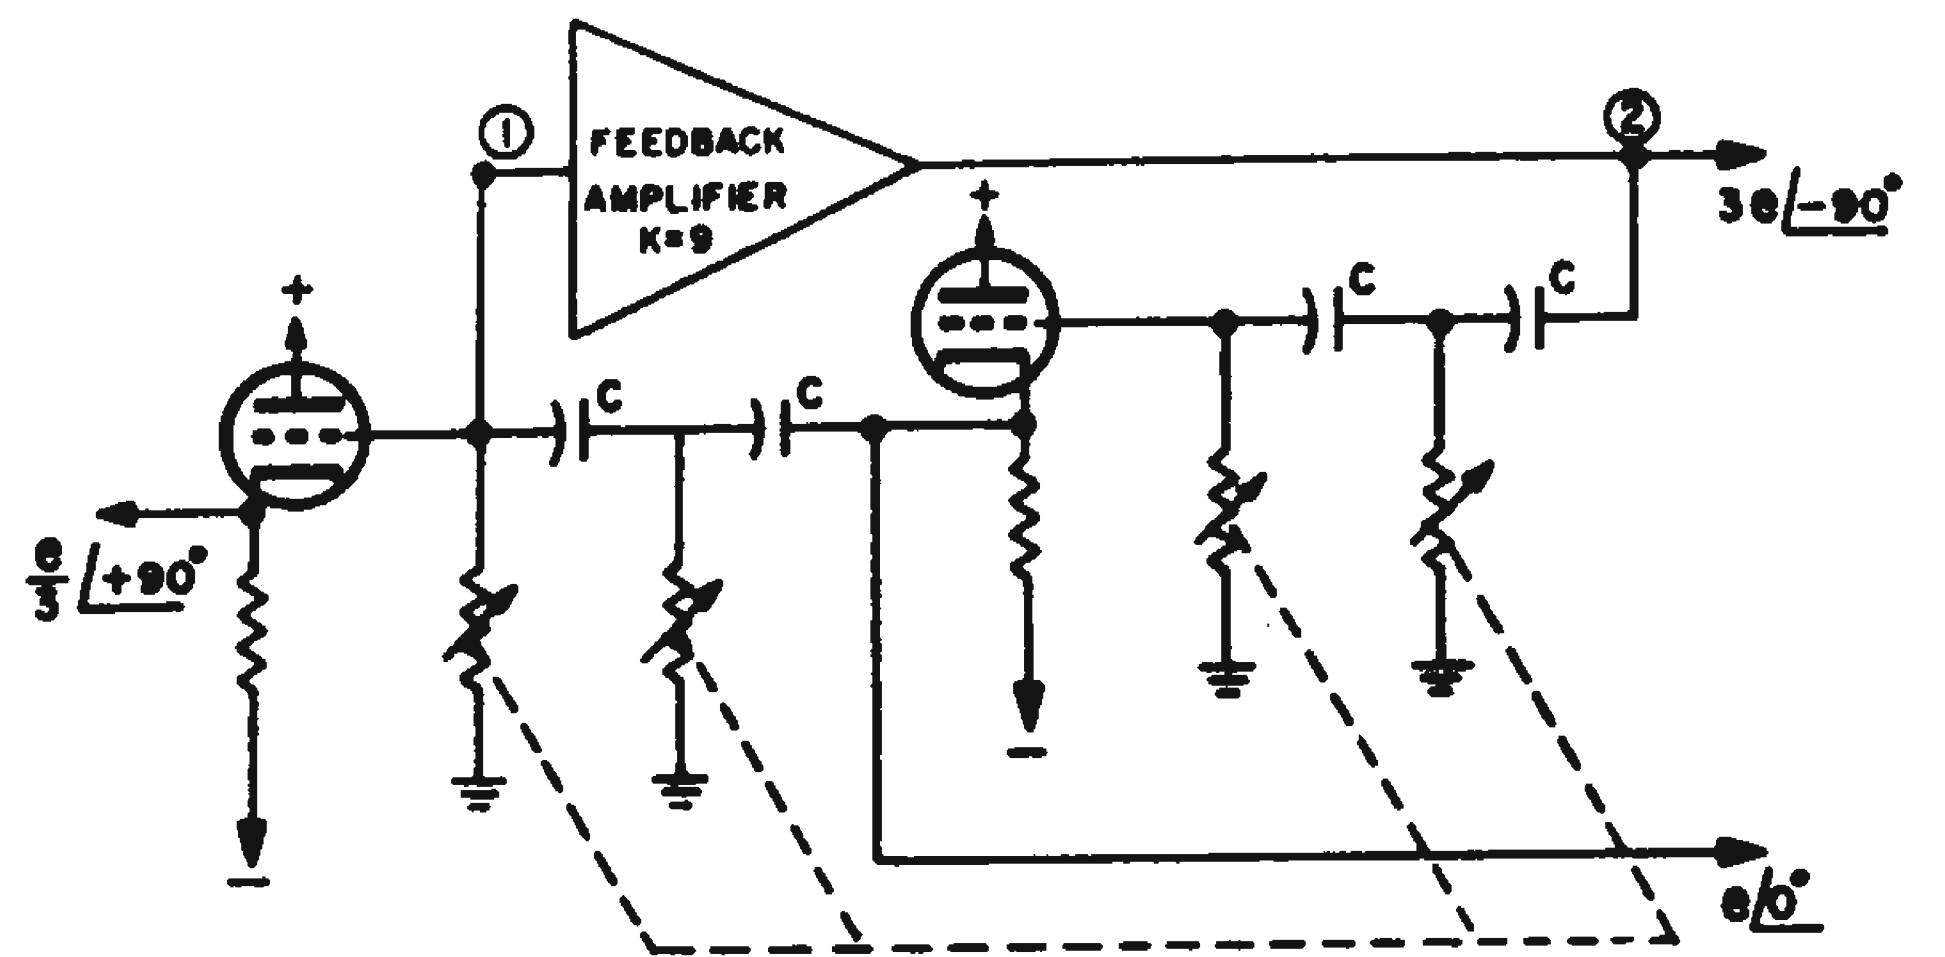 1
FEEDBACK
AMPLIFIER
K=9
2
3e/-90°
+
C
C
+
C
C
e/3 /+90°
-
-
e/0°